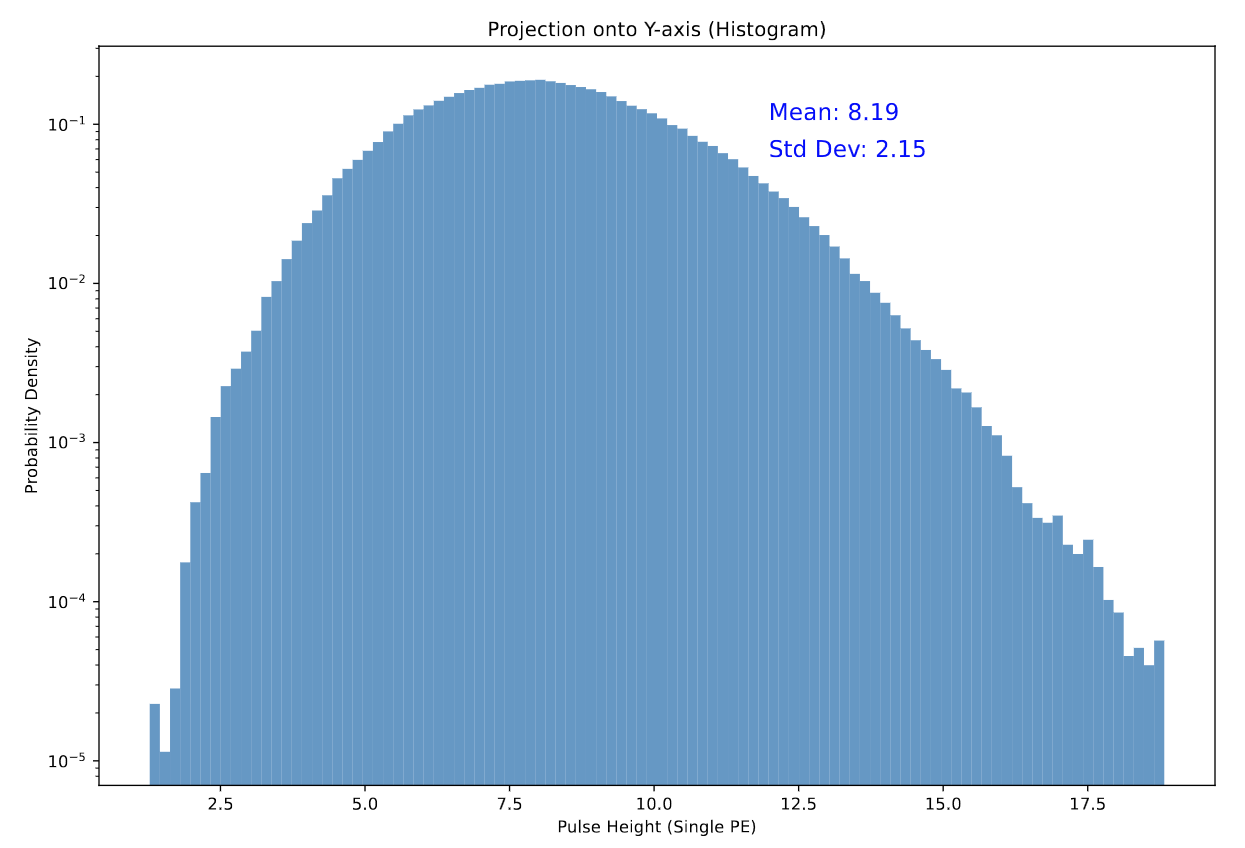 Projection onto Y-axis (Histogram)
Mean: 8.19
Std Dev: 2.15
Probability Density
10⁻¹
10⁻²
10⁻³
10⁻⁴
10⁻⁵
2.5 5.0 7.5 10.0 12.5 15.0 17.5
Pulse Height (Single PE)